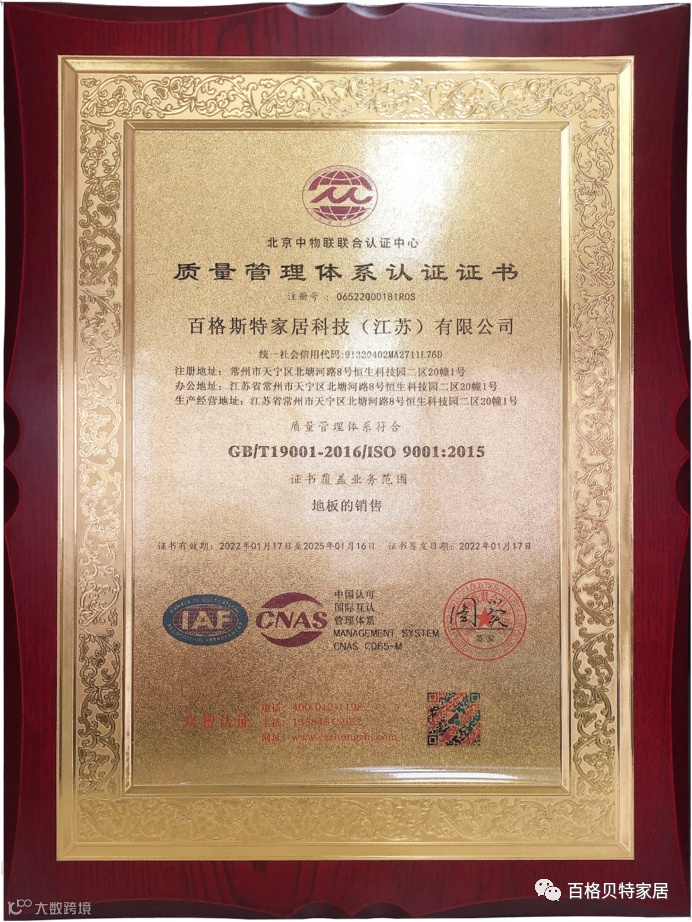 北京中物联联合认证中心
质量管理体系认证证书
注册号：06522Q00181R0S
百格斯特家居科技（江苏）有限公司
统一社会信用代码:91320402MA2711L76D
注册地址：常州市天宁区北塘河路8号恒生科技园二区20幢1号
办公地址：江苏省常州市天宁区北塘河路8号恒生科技园二区20幢1号
生产经营地址：江苏省常州市天宁区北塘河路8号恒生科技园二区20幢1号
质量管理体系符合
GB/T19001-2016/ISO 9001:2015
证书覆盖业务范围
地板的销售
证书有效期：2022年01月17日至2025年01月16日 证书签发日期：2022年01月17日
IAF
CNAS
中国认可
国际互认
管理体系
MANAGEMENT SYSTEM
CNAS C065-M
签发
电话
网址：www.czzhongzhi.com
百格贝特家居
大数跨境